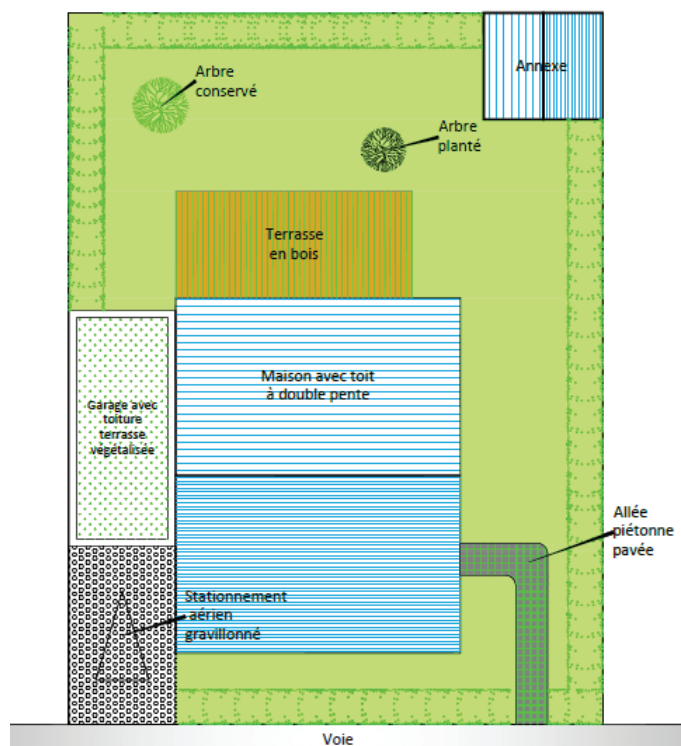 Arbre
conservé
Annexe
Arbre
planté
Terrasse
en bois
Maison avec toit
à double pente
Garage avec
toiture
terrasse
végétalisée
Allée
piétonne
pavée
Stationnement
aérien
gravillonné
Voie